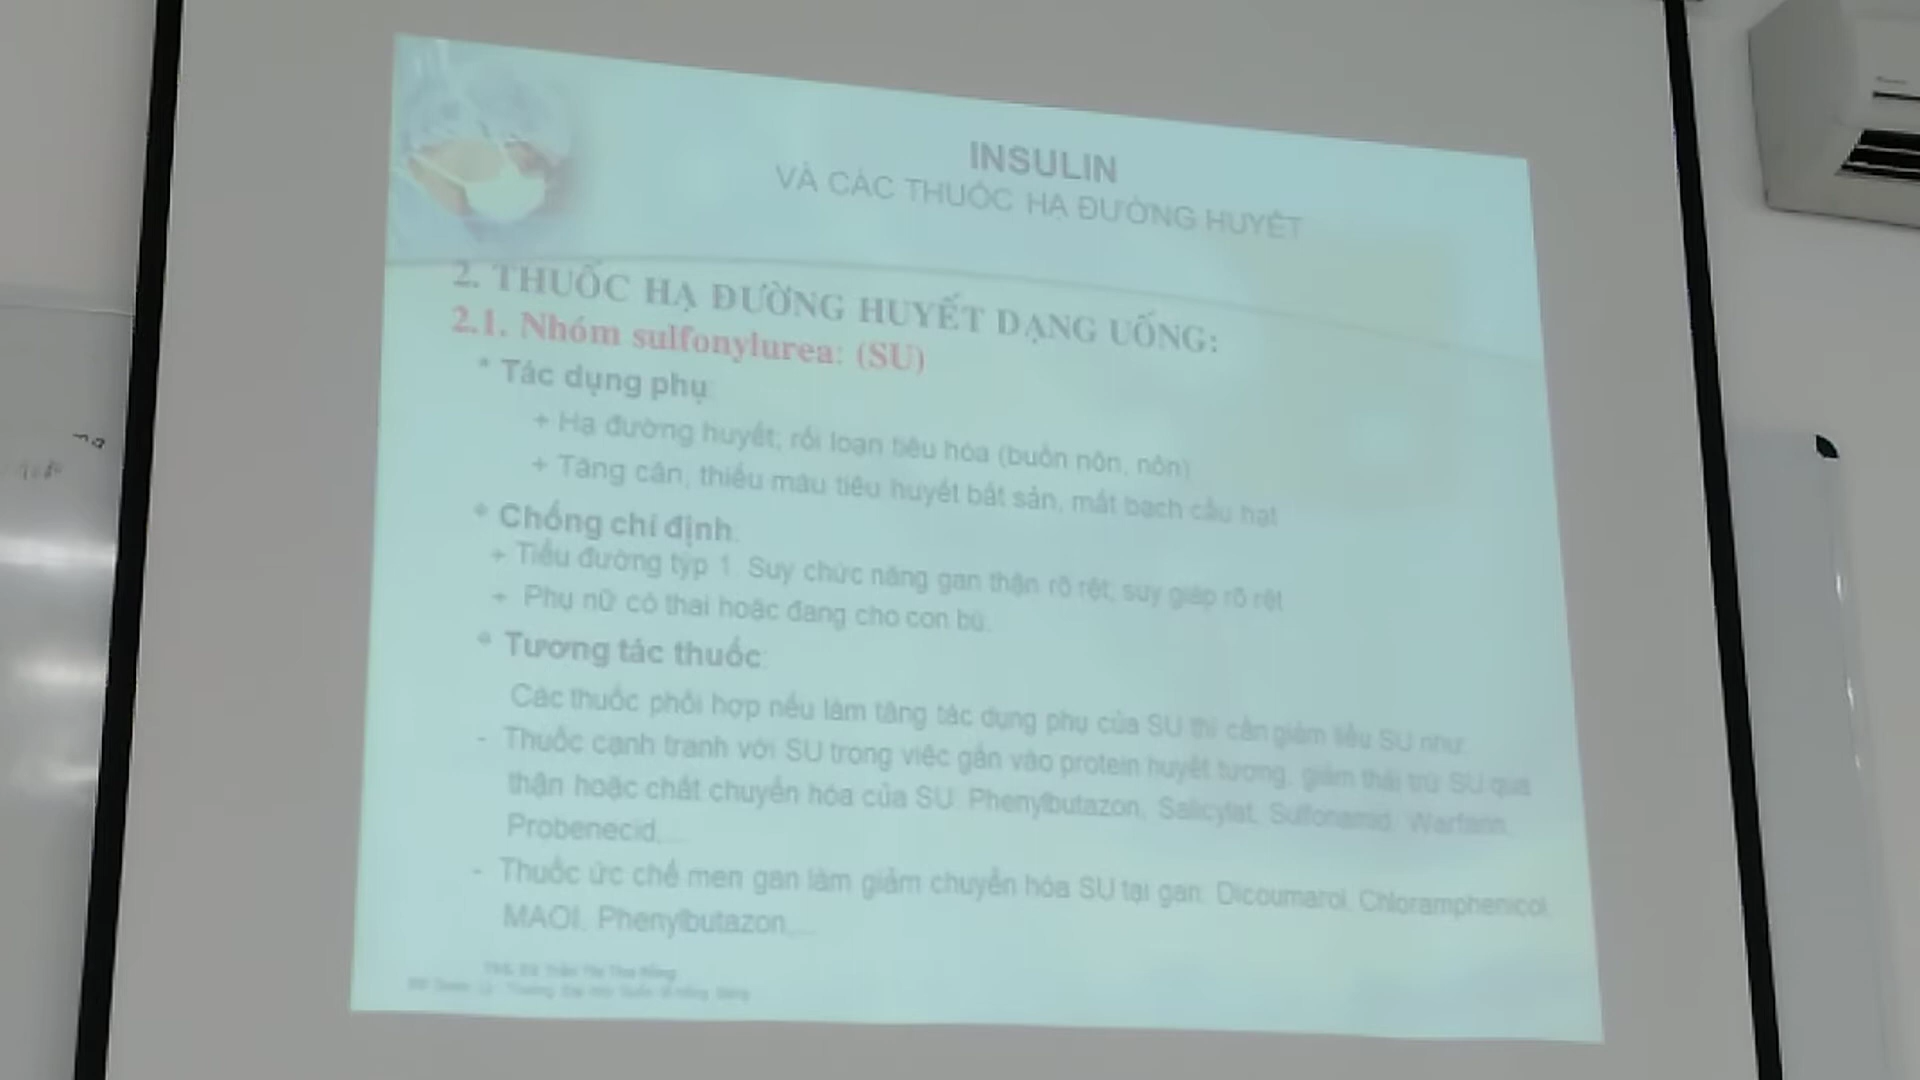 INSULIN
VÀ CÁC THUỐC HẠ ĐƯỜNG HUYẾT
2. THUỐC HẠ ĐƯỜNG HUYẾT DẠNG UỐNG:
2.1. Nhóm sulfonylurea: (SU)
* Tác dụng phụ:
+ Hạ đường huyết; rối loạn tiêu hóa (buồn nôn, nôn)
+ Tăng cân, thiếu máu tiêu huyết bất sản, mất bạch cầu hạt
* Chống chỉ định:
+ Tiểu đường týp 1. Suy chức năng gan thận rõ rệt; suy giáp rõ rệt
+ Phụ nữ có thai hoặc đang cho con bú.
* Tương tác thuốc:
Các thuốc phối hợp nếu làm tăng tác dụng phụ của SU thì cần giảm liều SU như:
- Thuốc cạnh tranh với SU trong việc gắn vào protein huyết tương, giảm thải trừ SU qua
thận hoặc chất chuyển hóa của SU: Phenylbutazon, Salicylat, Sulfonamid, Warfarin,
Probenecid,...
- Thuốc ức chế men gan làm giảm chuyển hóa SU tại gan: Dicoumarol, Chloramphenicol,
MAOI, Phenylbutazon,...